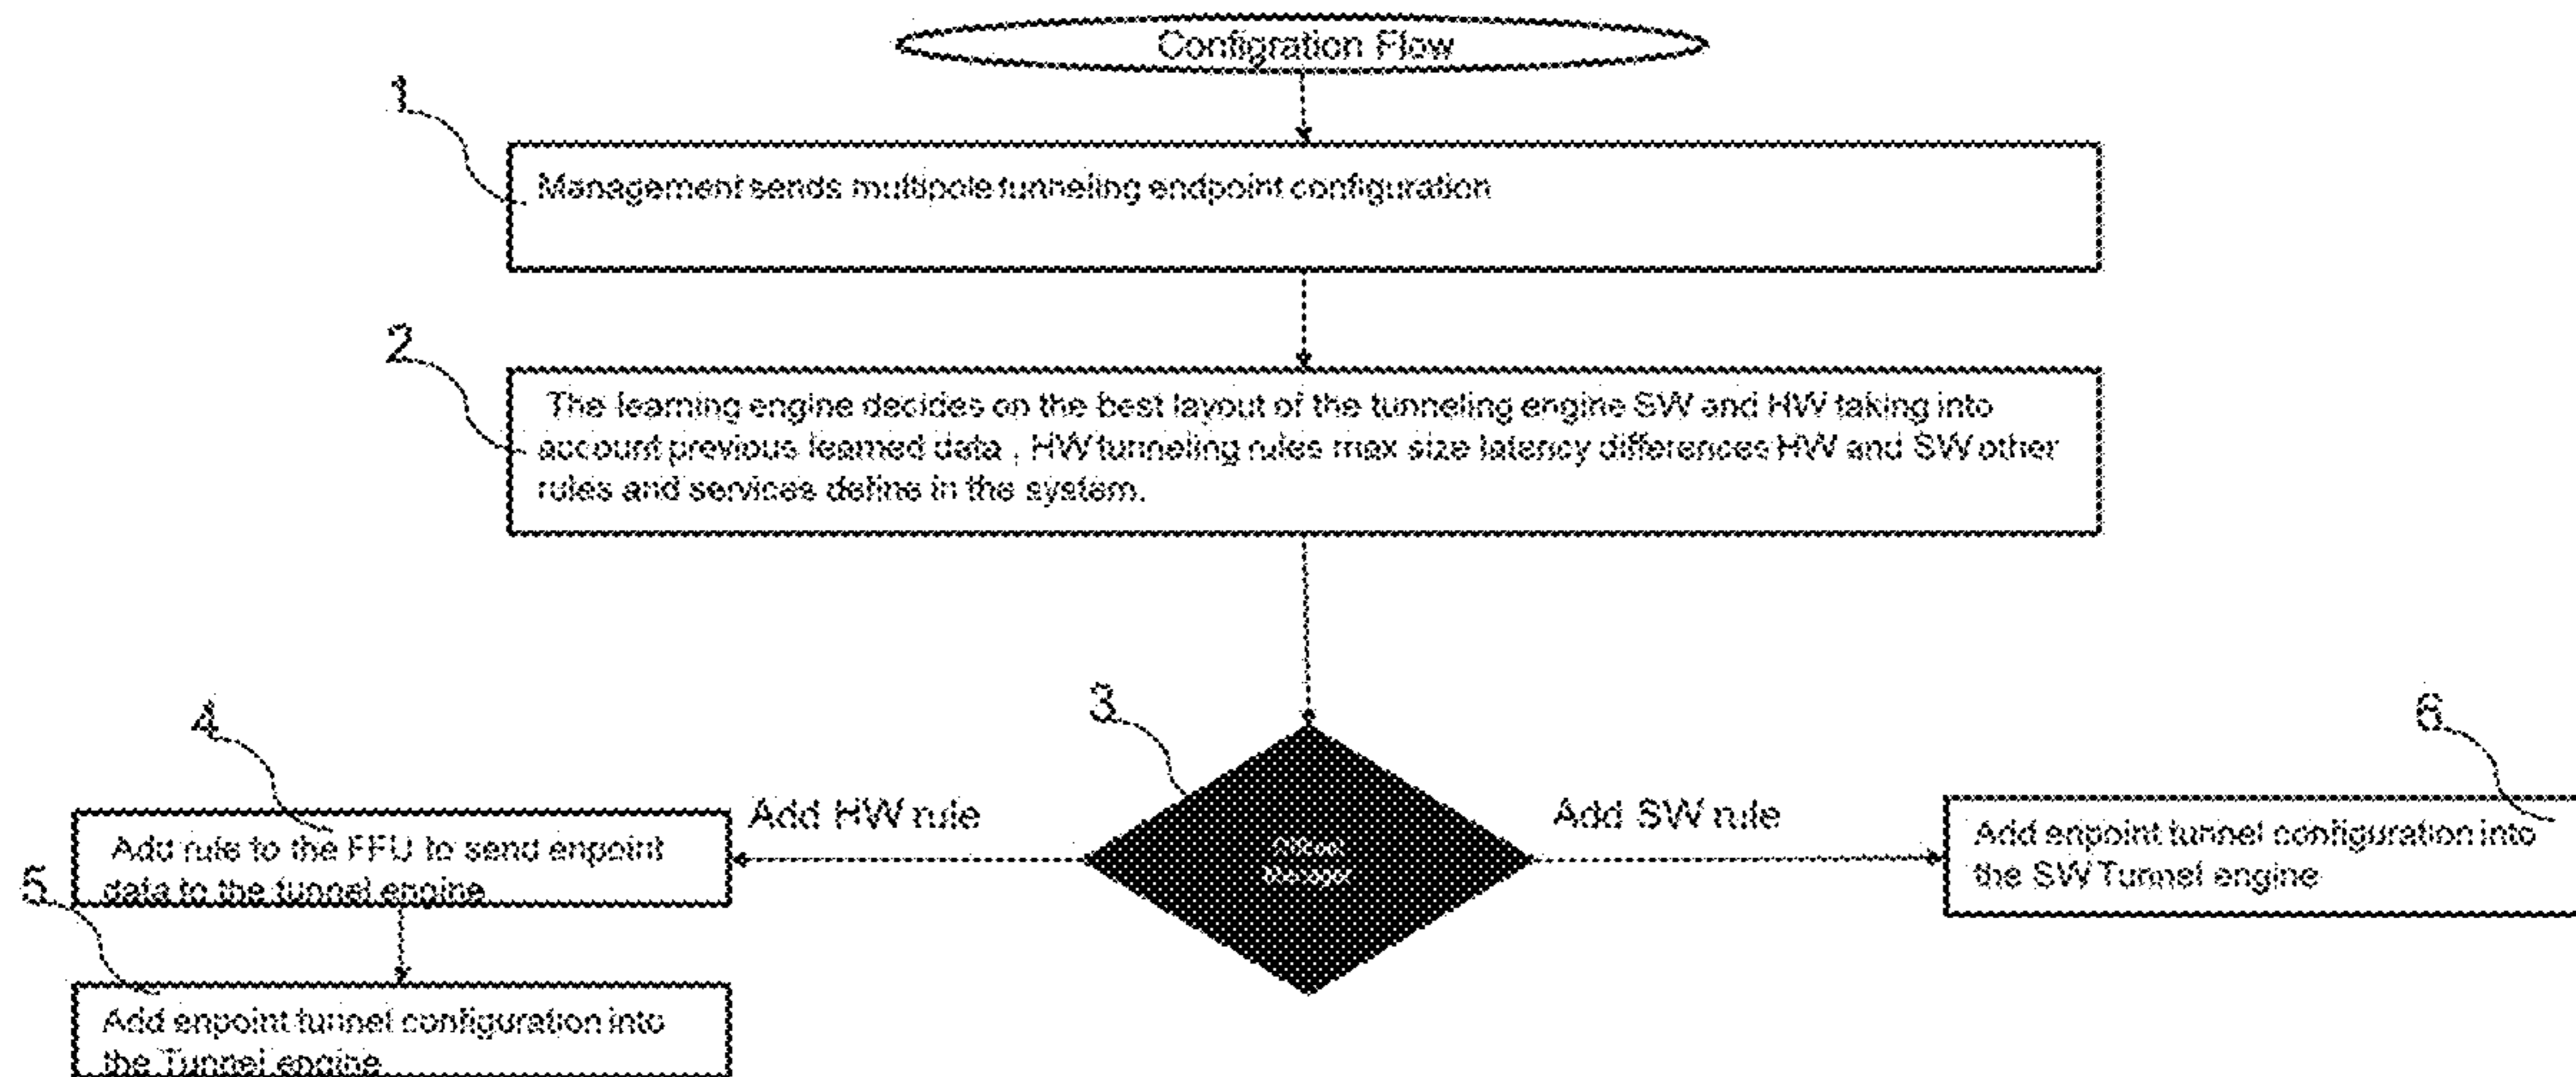 Configration Flow
1
Management sends multipole tunneling endpoint configuration
2
The learning engine decides on the best layout of the tunneling engine SW and HW taking into
account previous learned data , HW tunneling rules max size latency differences HW and SW other
rules and services define in the system.
3
Manager
4
Add HW rule
Add rule to the FFU to send enpoint
data to the tunnel engine
5
Add enpoint tunnel configuration into
the Tunnel engine
6
Add SW rule
Add enpoint tunnel configuration into
the SW Tunnel engine